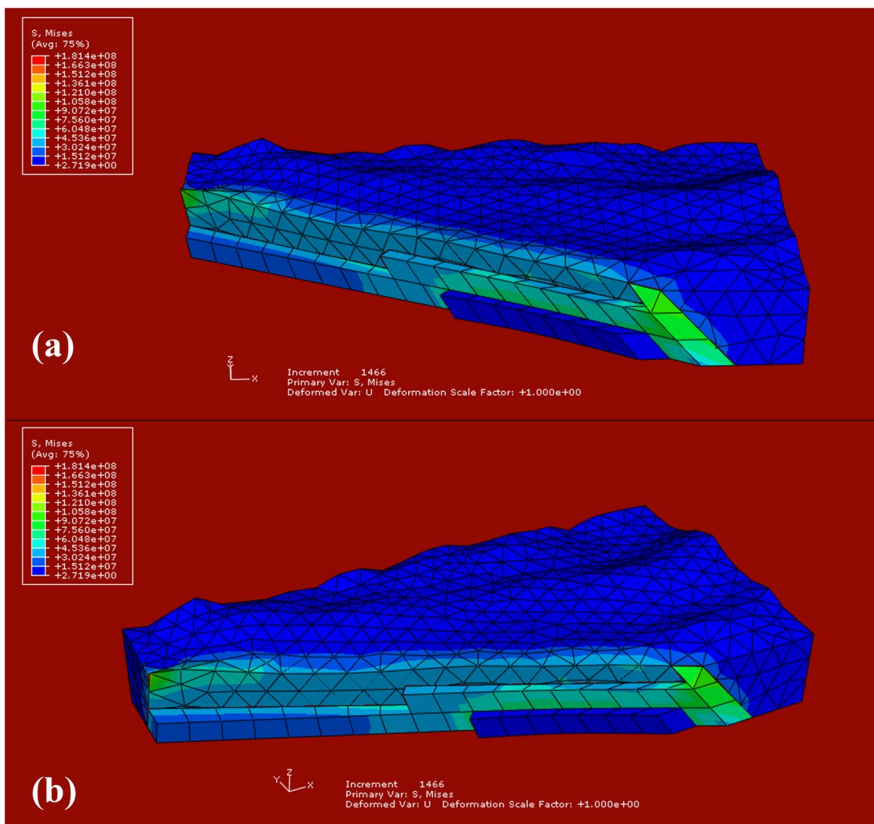 S, Mises
(Avg: 75%)
+1.814e+08
+1.663e+08
+1.512e+08
+1.361e+08
+1.210e+08
+1.058e+08
+9.072e+07
+7.560e+07
+6.048e+07
+4.536e+07
+3.024e+07
+1.512e+07
+2.719e+00
(a)
Z
Y
X
Increment 1466
Primary Var: S, Mises
Deformed Var: U Deformation Scale Factor: +1.000e+00
S, Mises
(Avg: 75%)
+1.814e+08
+1.663e+08
+1.512e+08
+1.361e+08
+1.210e+08
+1.058e+08
+9.072e+07
+7.560e+07
+6.048e+07
+4.536e+07
+3.024e+07
+1.512e+07
+2.719e+00
(b)
Y Z X
Increment 1466
Primary Var: S, Mises
Deformed Var: U Deformation Scale Factor: +1.000e+00